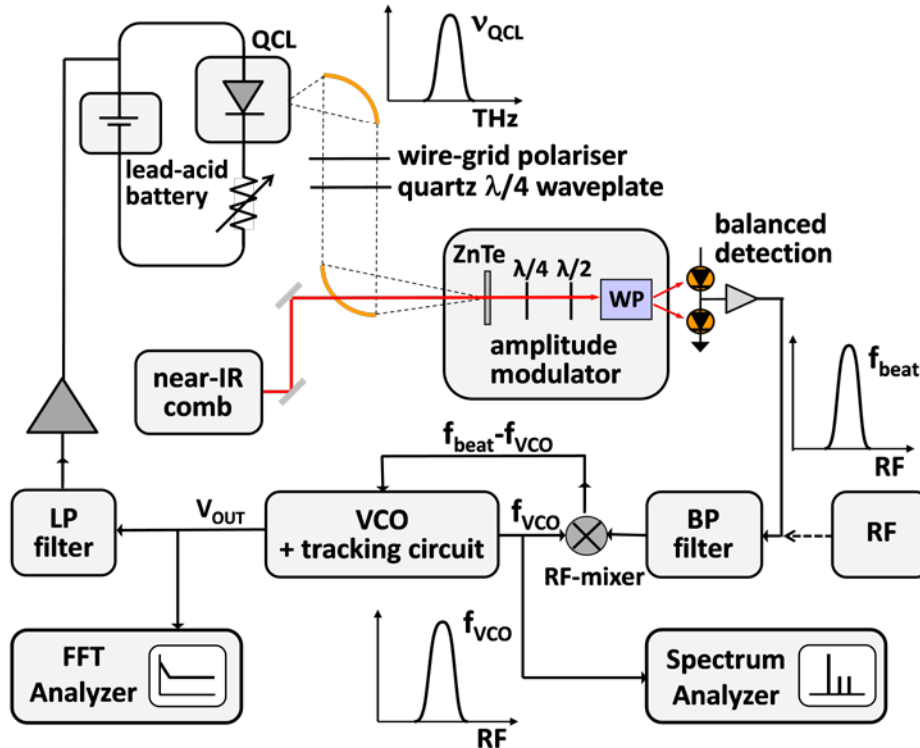 QCL
ν_QCL
THz
lead-acid
battery
wire-grid polariser
quartz λ/4 waveplate
ZnTe
λ/4
λ/2
WP
amplitude
modulator
balanced
detection
near-IR
comb
f_beat
RF
f_beat-f_VCO
LP
filter
V_OUT
VCO
+ tracking circuit
f_VCO
RF-mixer
BP
filter
RF
FFT
Analyzer
f_VCO
RF
Spectrum
Analyzer